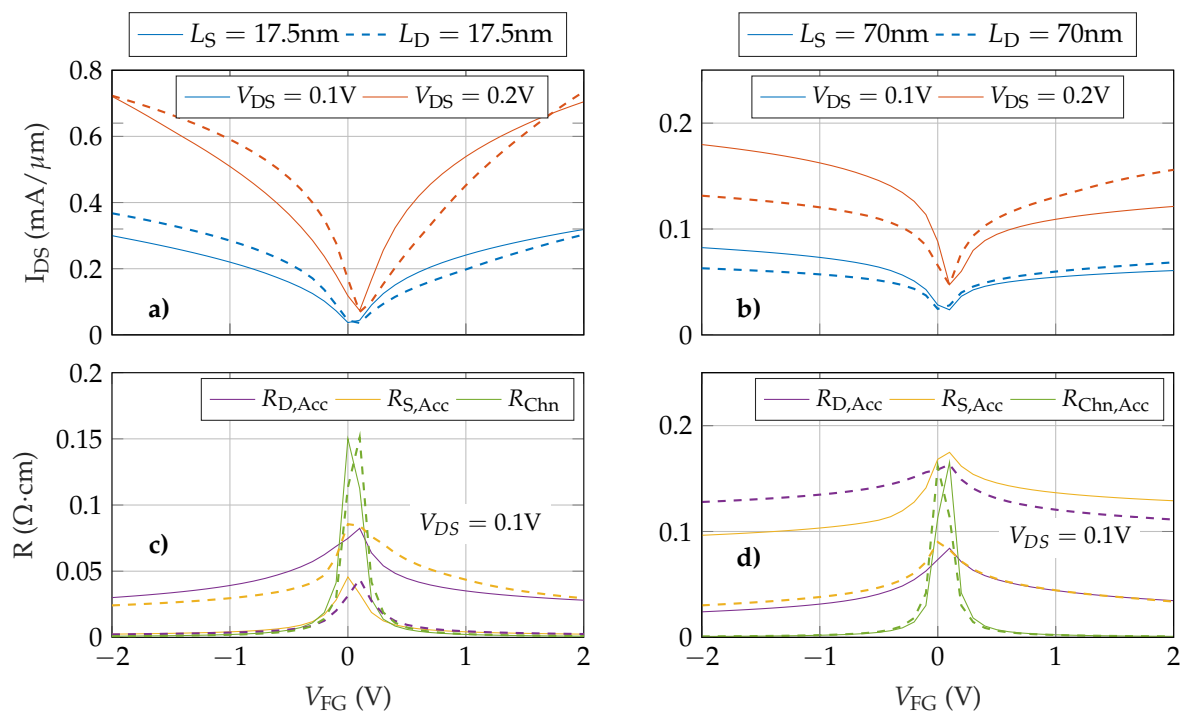 L_S = 17.5nm L_D = 17.5nm
V_DS = 0.1V V_DS = 0.2V
0.8
0.6
0.4
0.2
0
I_DS (mA/μm)
a)
L_S = 70nm L_D = 70nm
V_DS = 0.1V V_DS = 0.2V
0.2
0.1
0
b)
R_D,Acc R_S,Acc R_Chn
0.2
0.15
0.1
0.05
0
R (Ω·cm)
c)
V_DS = 0.1V
−2 −1 0 1 2
V_FG (V)
R_D,Acc R_S,Acc R_Chn,Acc
0.2
0.1
0
d)
V_DS = 0.1V
−2 −1 0 1 2
V_FG (V)